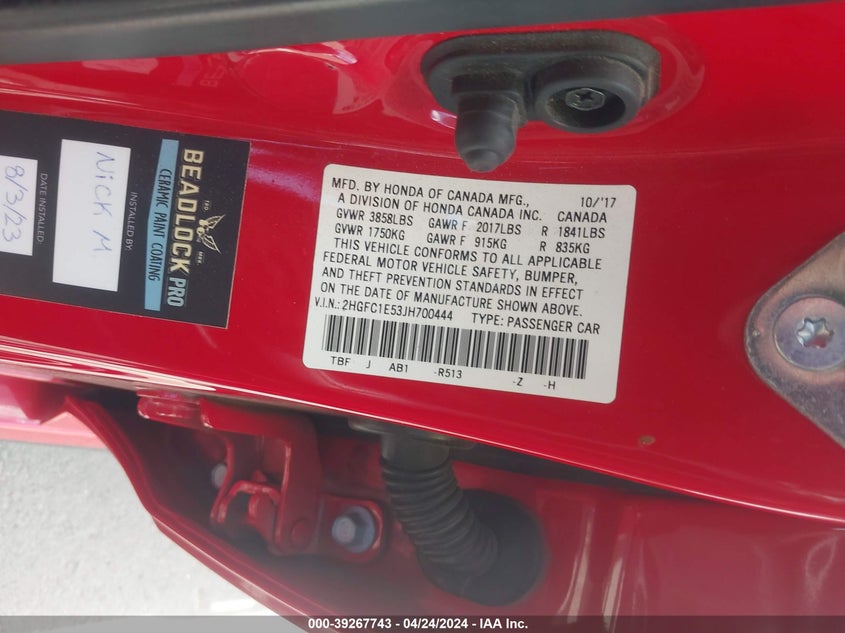 MFD. BY HONDA OF CANADA MFG., 10/'17
A DIVISION OF HONDA CANADA INC. CANADA
GVWR 3858LBS GAWR F 2017LBS R 1841LBS
GVWR 1750KG GAWR F 915KG R 835KG
THIS VEHICLE CONFORMS TO ALL APPLICABLE
FEDERAL MOTOR VEHICLE SAFETY, BUMPER,
AND THEFT PREVENTION STANDARDS IN EFFECT
ON THE DATE OF MANUFACTURE SHOWN ABOVE.
V.I.N.: 2HGFC1E53JH700444 TYPE: PASSENGER CAR
TBF J AB1 -R513 -Z -H
BEADLOCK PRO
CERAMIC PAINT COATING
INSTALLED BY:
NICK M.
DATE INSTALLED:
8/3/23
000-39267743 - 04/24/2024 - IAA Inc.